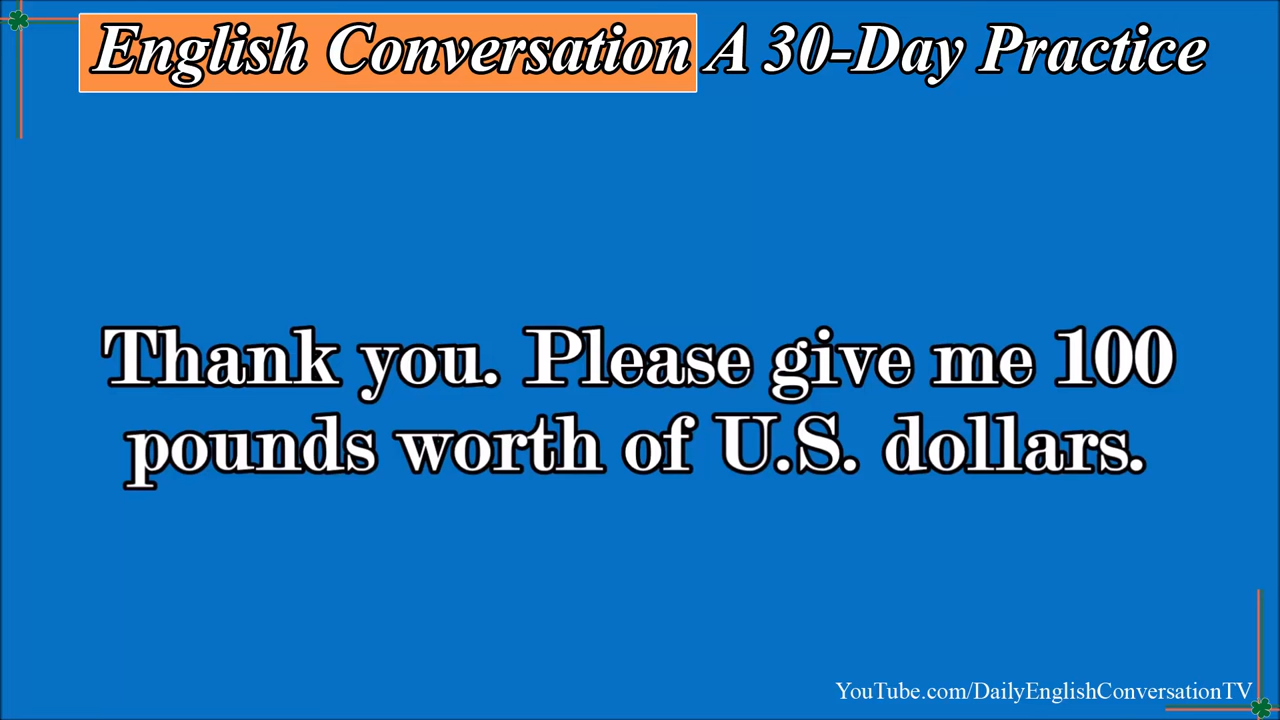 English Conversation A 30-Day Practice
Thank you. Please give me 100
pounds worth of U.S. dollars.
YouTube.com/DailyEnglishConversationTV